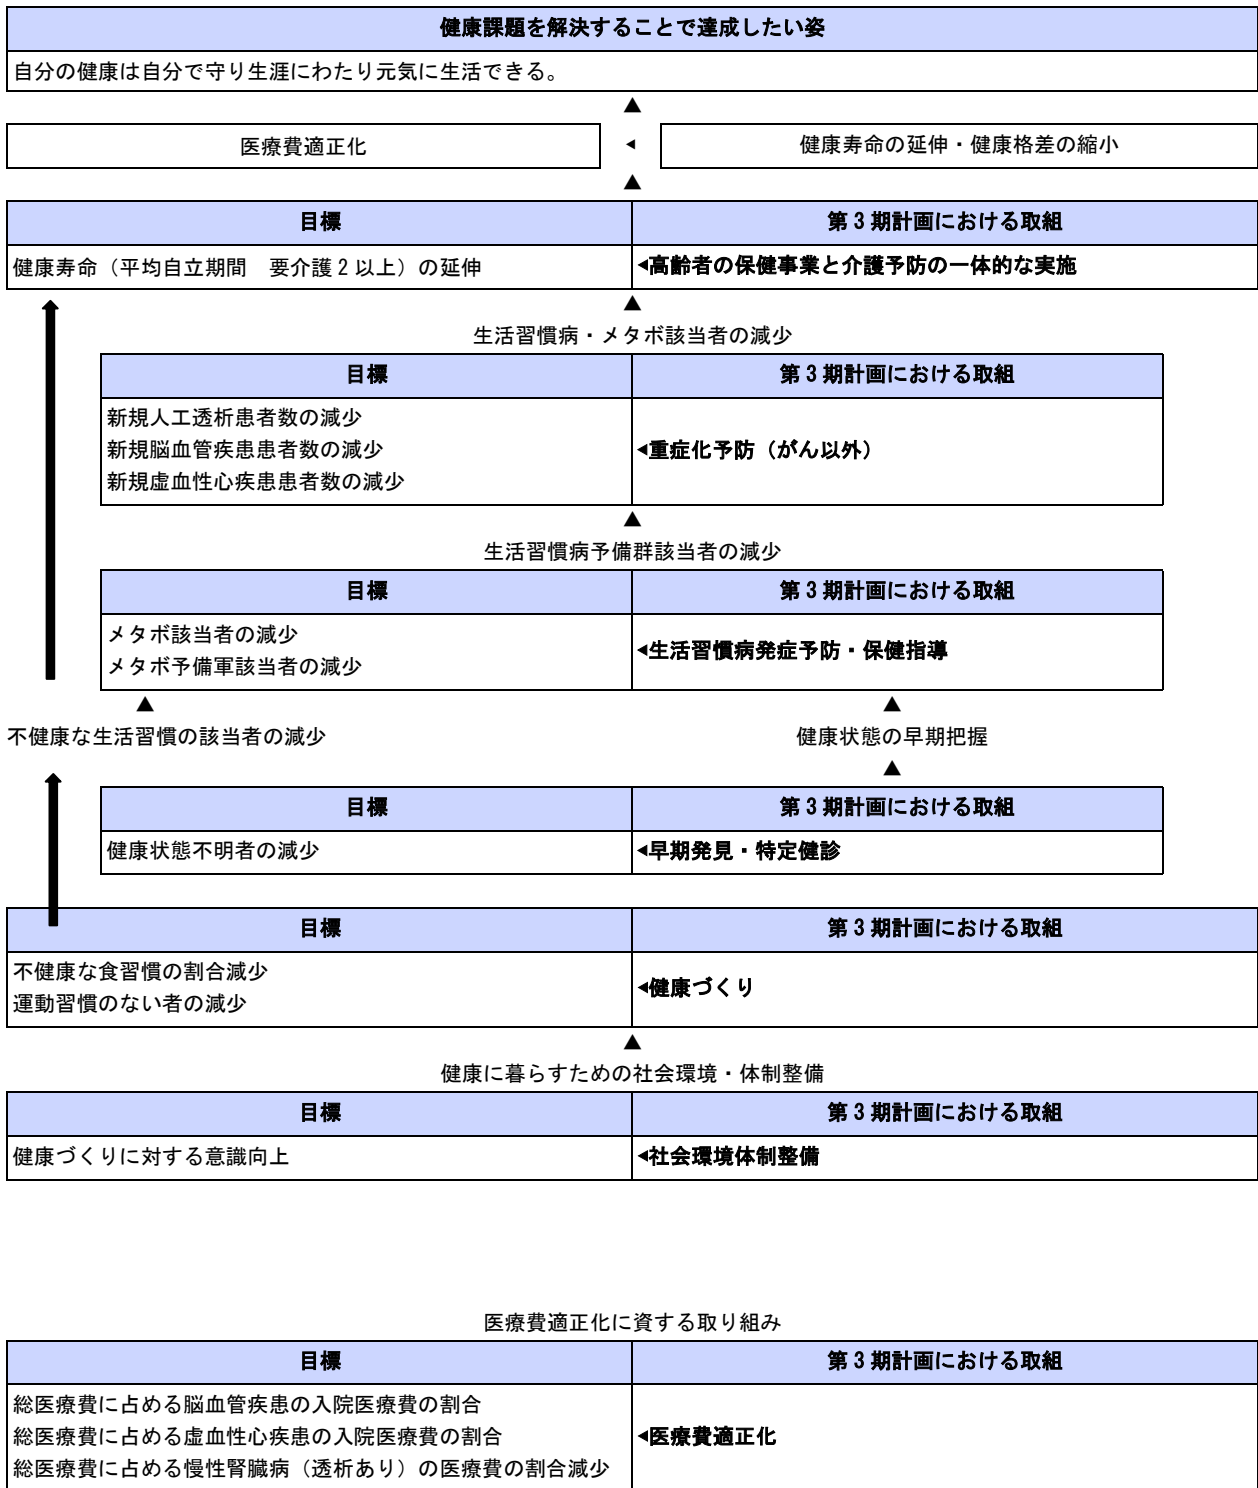 健康課題を解決することで達成したい姿
自分の健康は自分で守り生涯にわたり元気に生活できる。
▲
医療費適正化 ◀ 健康寿命の延伸・健康格差の縮小
▲
目標 第3期計画における取組
健康寿命（平均自立期間　要介護2以上）の延伸 ◀高齢者の保健事業と介護予防の一体的な実施
▲
生活習慣病・メタボ該当者の減少
目標 第3期計画における取組
新規人工透析患者数の減少
新規脳血管疾患患者数の減少
新規虚血性心疾患患者数の減少
◀重症化予防（がん以外）
▲
生活習慣病予備群該当者の減少
目標 第3期計画における取組
メタボ該当者の減少
メタボ予備軍該当者の減少
◀生活習慣病発症予防・保健指導
▲ ▲
不健康な生活習慣の該当者の減少 健康状態の早期把握
▲
目標 第3期計画における取組
健康状態不明者の減少 ◀早期発見・特定健診
目標 第3期計画における取組
不健康な食習慣の割合減少
運動習慣のない者の減少
◀健康づくり
▲
健康に暮らすための社会環境・体制整備
目標 第3期計画における取組
健康づくりに対する意識向上 ◀社会環境体制整備
医療費適正化に資する取り組み
目標 第3期計画における取組
総医療費に占める脳血管疾患の入院医療費の割合
総医療費に占める虚血性心疾患の入院医療費の割合
総医療費に占める慢性腎臓病（透析あり）の医療費の割合減少
◀医療費適正化